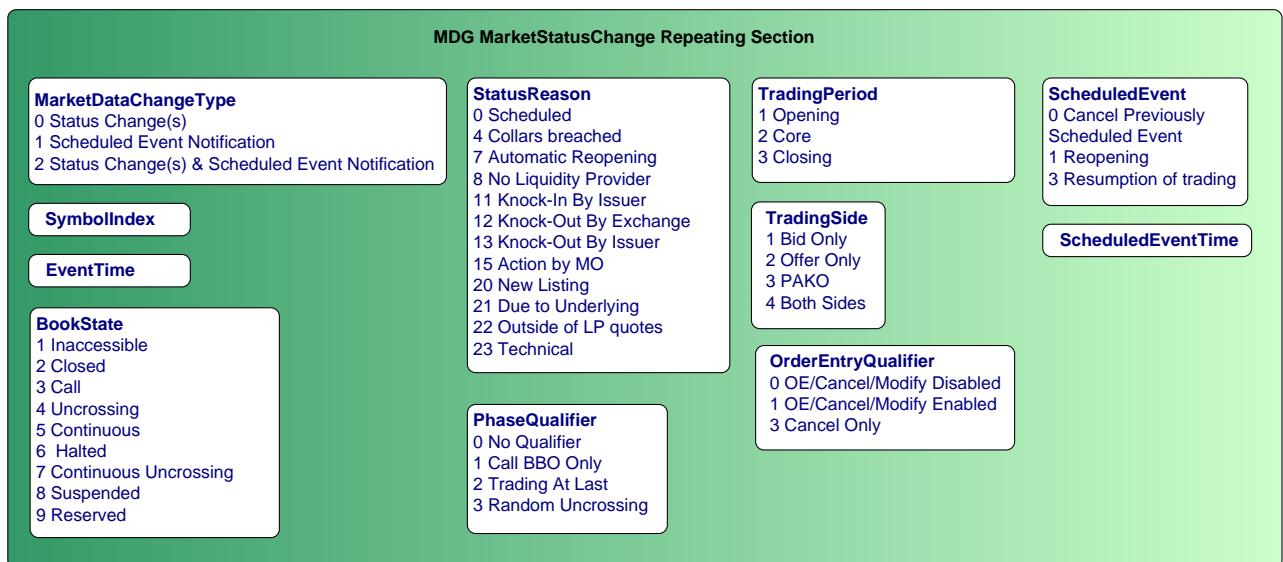 MDG MarketStatusChange Repeating Section
MarketDataChangeType
0 Status Change(s)
1 Scheduled Event Notification
2 Status Change(s) & Scheduled Event Notification
SymbolIndex
EventTime
BookState
1 Inaccessible
2 Closed
3 Call
4 Uncrossing
5 Continuous
6 Halted
7 Continuous Uncrossing
8 Suspended
9 Reserved
StatusReason
0 Scheduled
4 Collars breached
7 Automatic Reopening
8 No Liquidity Provider
11 Knock-In By Issuer
12 Knock-Out By Exchange
13 Knock-Out By Issuer
15 Action by MO
20 New Listing
21 Due to Underlying
22 Outside of LP quotes
23 Technical
PhaseQualifier
0 No Qualifier
1 Call BBO Only
2 Trading At Last
3 Random Uncrossing
TradingPeriod
1 Opening
2 Core
3 Closing
TradingSide
1 Bid Only
2 Offer Only
3 PAKO
4 Both Sides
OrderEntryQualifier
0 OE/Cancel/Modify Disabled
1 OE/Cancel/Modify Enabled
3 Cancel Only
ScheduledEvent
0 Cancel Previously
Scheduled Event
1 Reopening
3 Resumption of trading
ScheduledEventTime